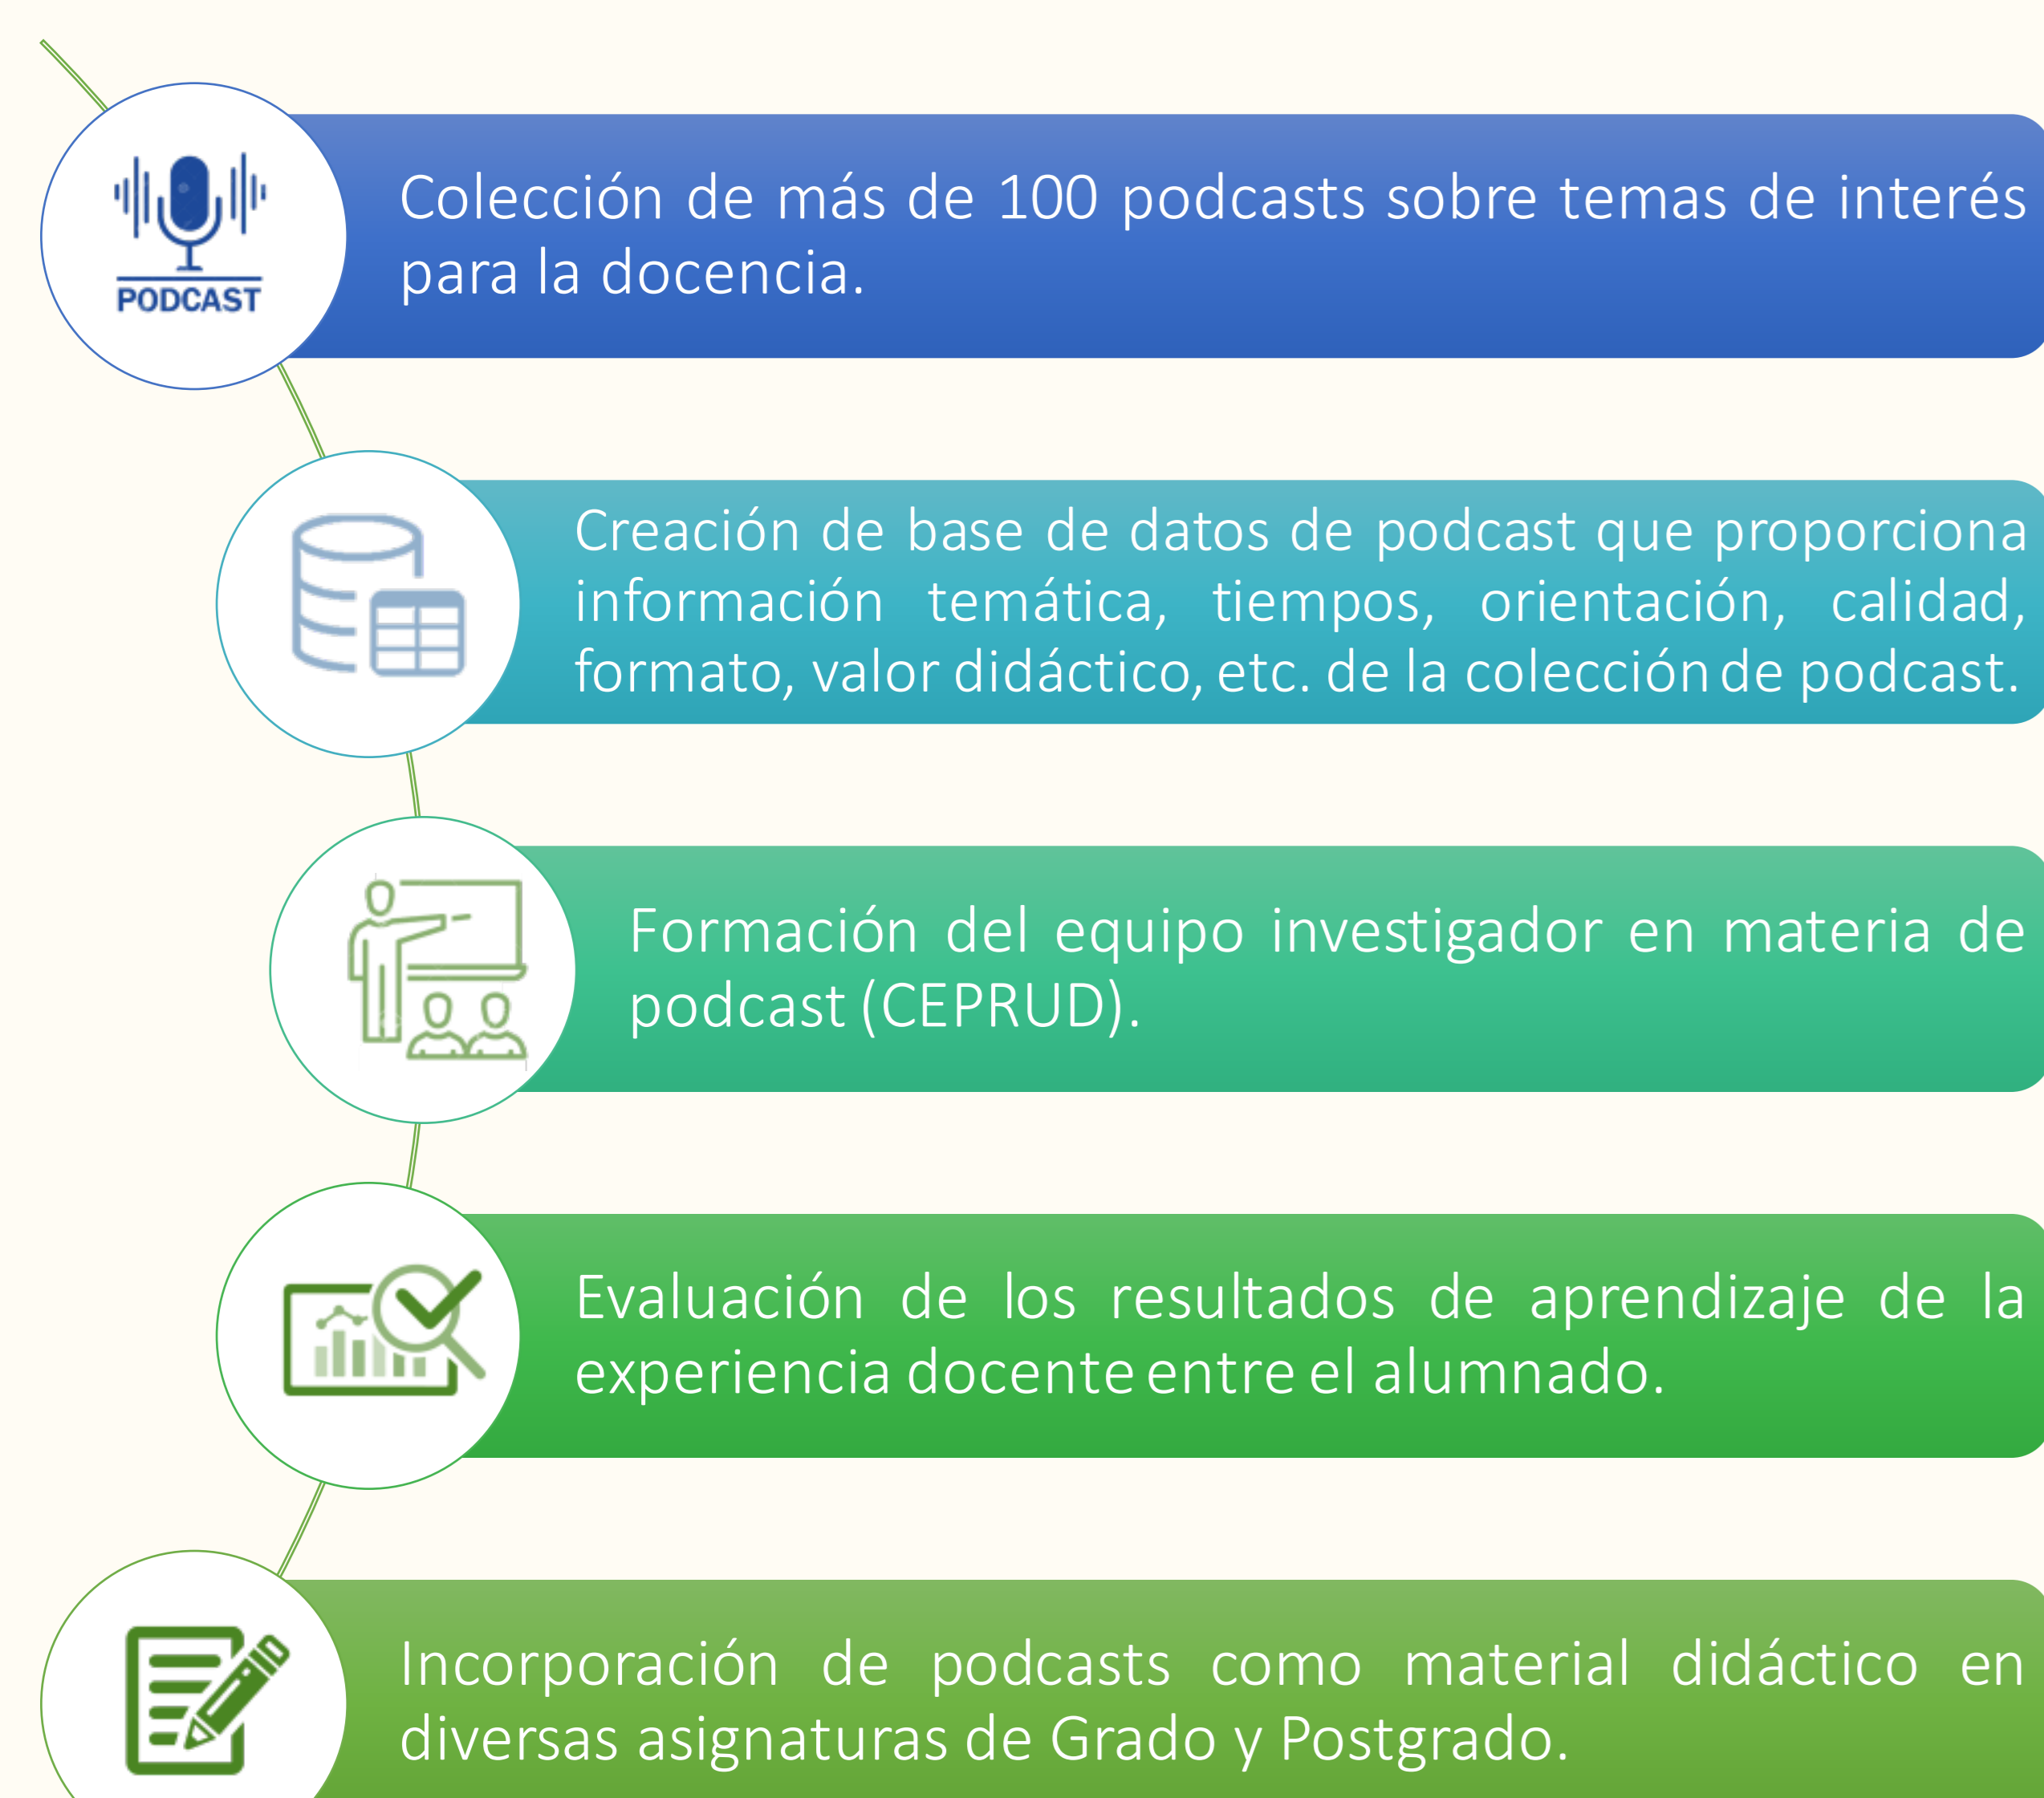 PODCAST
Colección de más de 100 podcasts sobre temas de interés
para la docencia.
Creación de base de datos de podcast que proporciona
información temática, tiempos, orientación, calidad,
formato, valor didáctico, etc. de la colección de podcast.
Formación del equipo investigador en materia de
podcast (CEPRUD).
Evaluación de los resultados de aprendizaje de la
experiencia docente entre el alumnado.
Incorporación de podcasts como material didáctico en
diversas asignaturas de Grado y Postgrado.